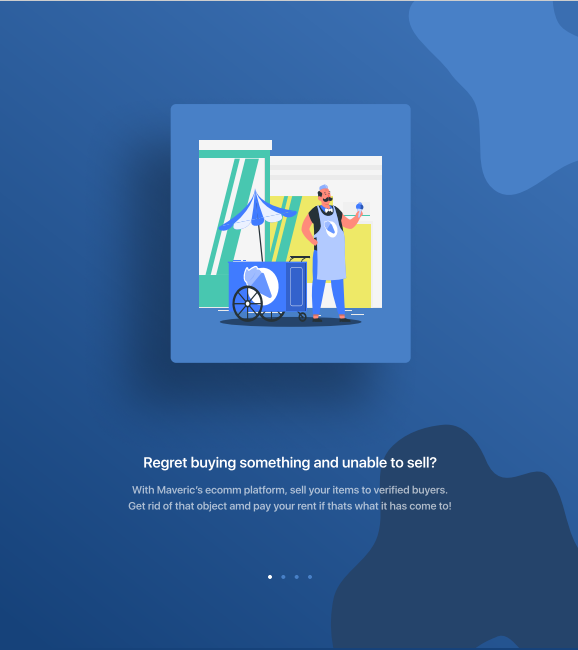 Regret buying something and unable to sell?
With Maveric's ecomm platform, sell your items to verified buyers.
Get rid of that object amd pay your rent if thats what it has come to!